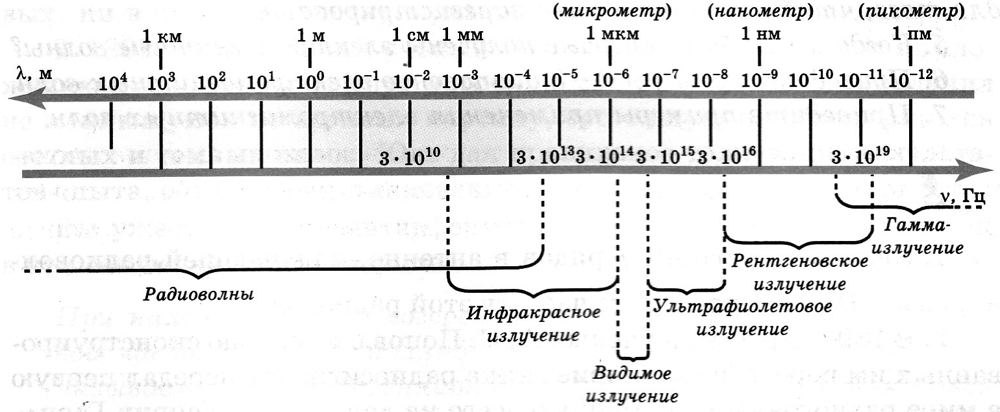 (микрометр) (нанометр) (пикометр)
1 км 1 м 1 см 1 мм 1 мкм 1 нм 1 пм
λ, м 10⁴ 10³ 10² 10¹ 10⁰ 10⁻¹ 10⁻² 10⁻³ 10⁻⁴ 10⁻⁵ 10⁻⁶ 10⁻⁷ 10⁻⁸ 10⁻⁹ 10⁻¹⁰ 10⁻¹¹ 10⁻¹²
3·10¹⁰ 3·10¹³ 3·10¹⁴ 3·10¹⁵ 3·10¹⁶ 3·10¹⁹
ν, Гц
Гамма-
излучение
Рентгеновское
излучение
Радиоволны
Ультрафиолетовое
излучение
Инфракрасное
излучение
Видимое
излучение